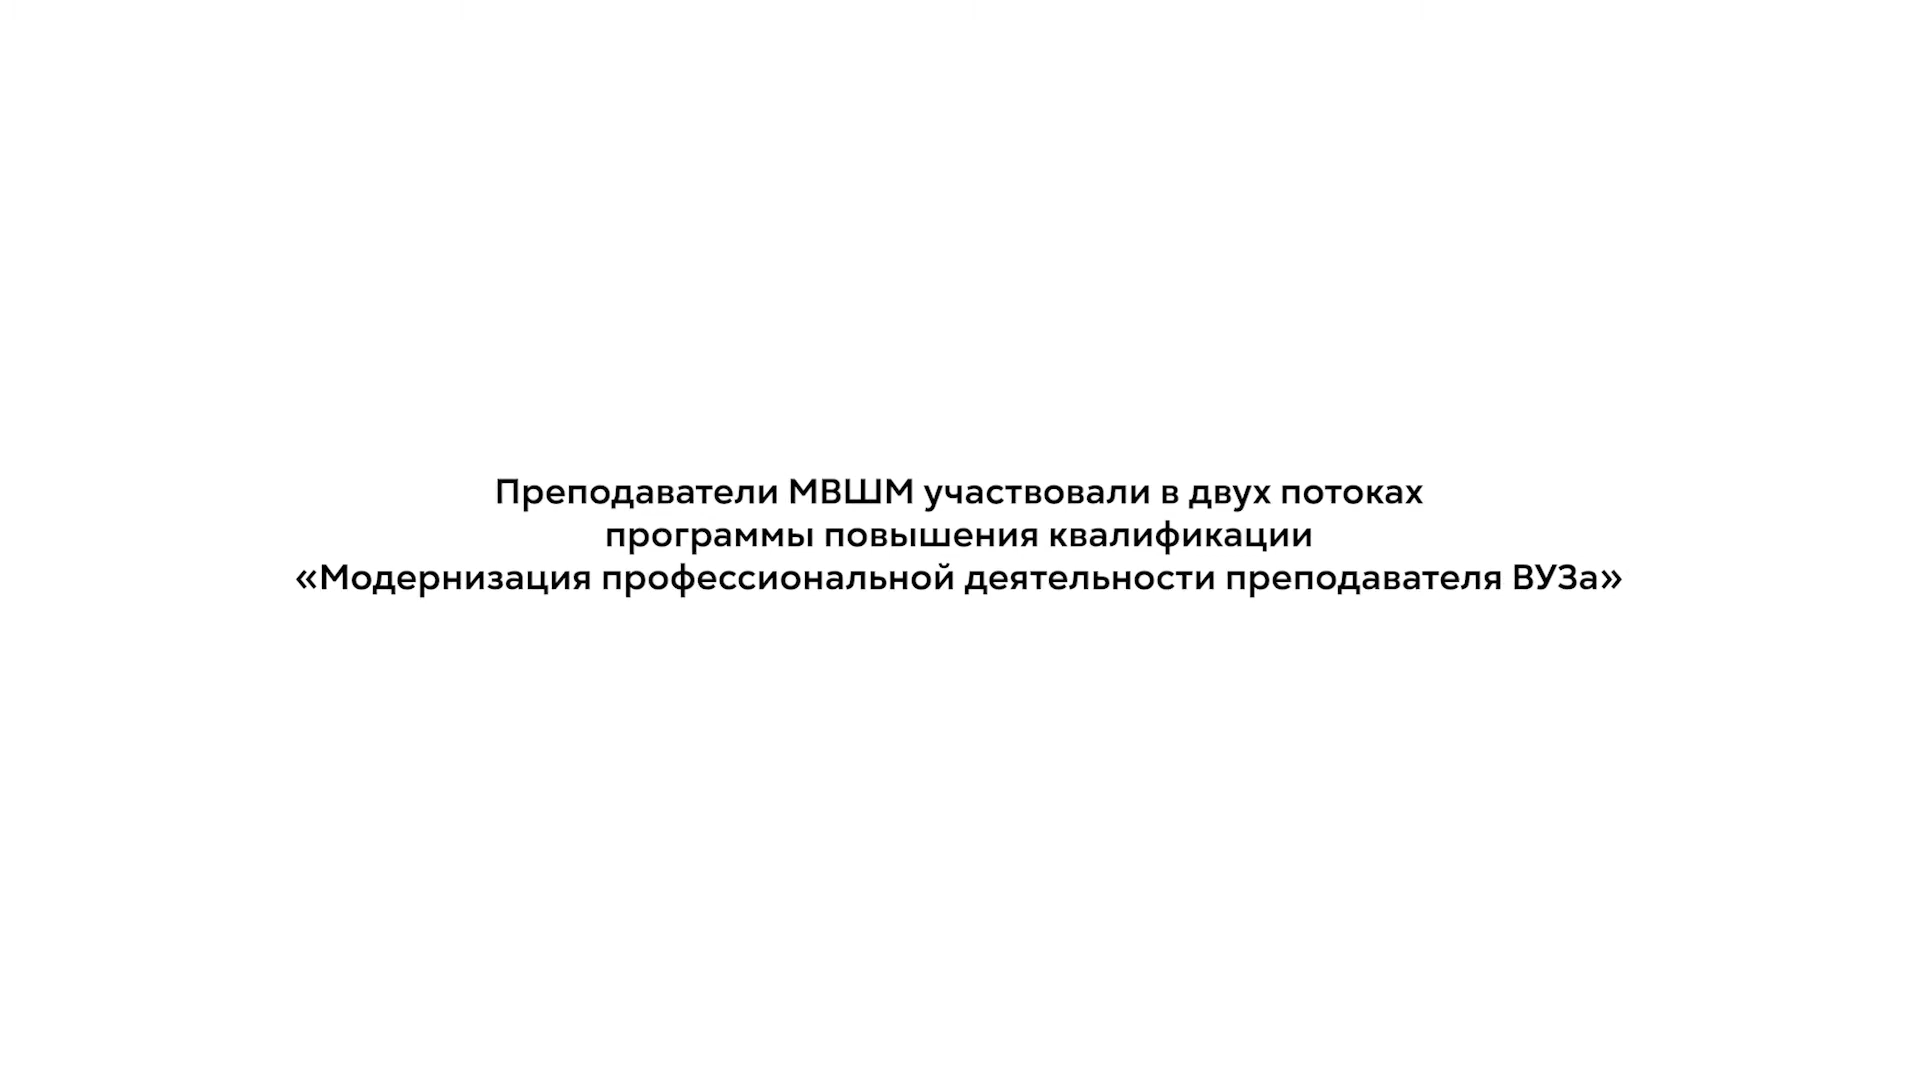 Преподаватели МВШМ участвовали в двух потоках
программы повышения квалификации
«Модернизация профессиональной деятельности преподавателя ВУЗа»